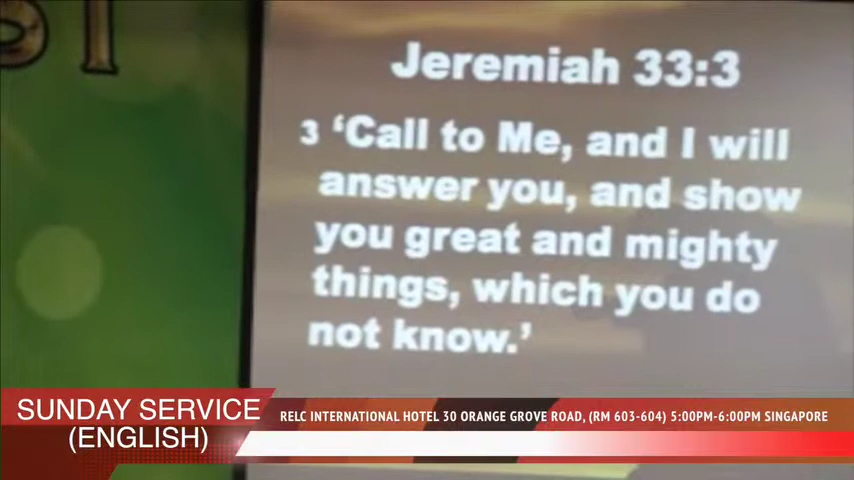 Jeremiah 33:3
3 ‘Call to Me, and I will
answer you, and show
you great and mighty
things, which you do
not know.’
SUNDAY SERVICE
(ENGLISH)
RELC INTERNATIONAL HOTEL 30 ORANGE GROVE ROAD, (RM 603-604) 5:00PM-6:00PM SINGAPORE